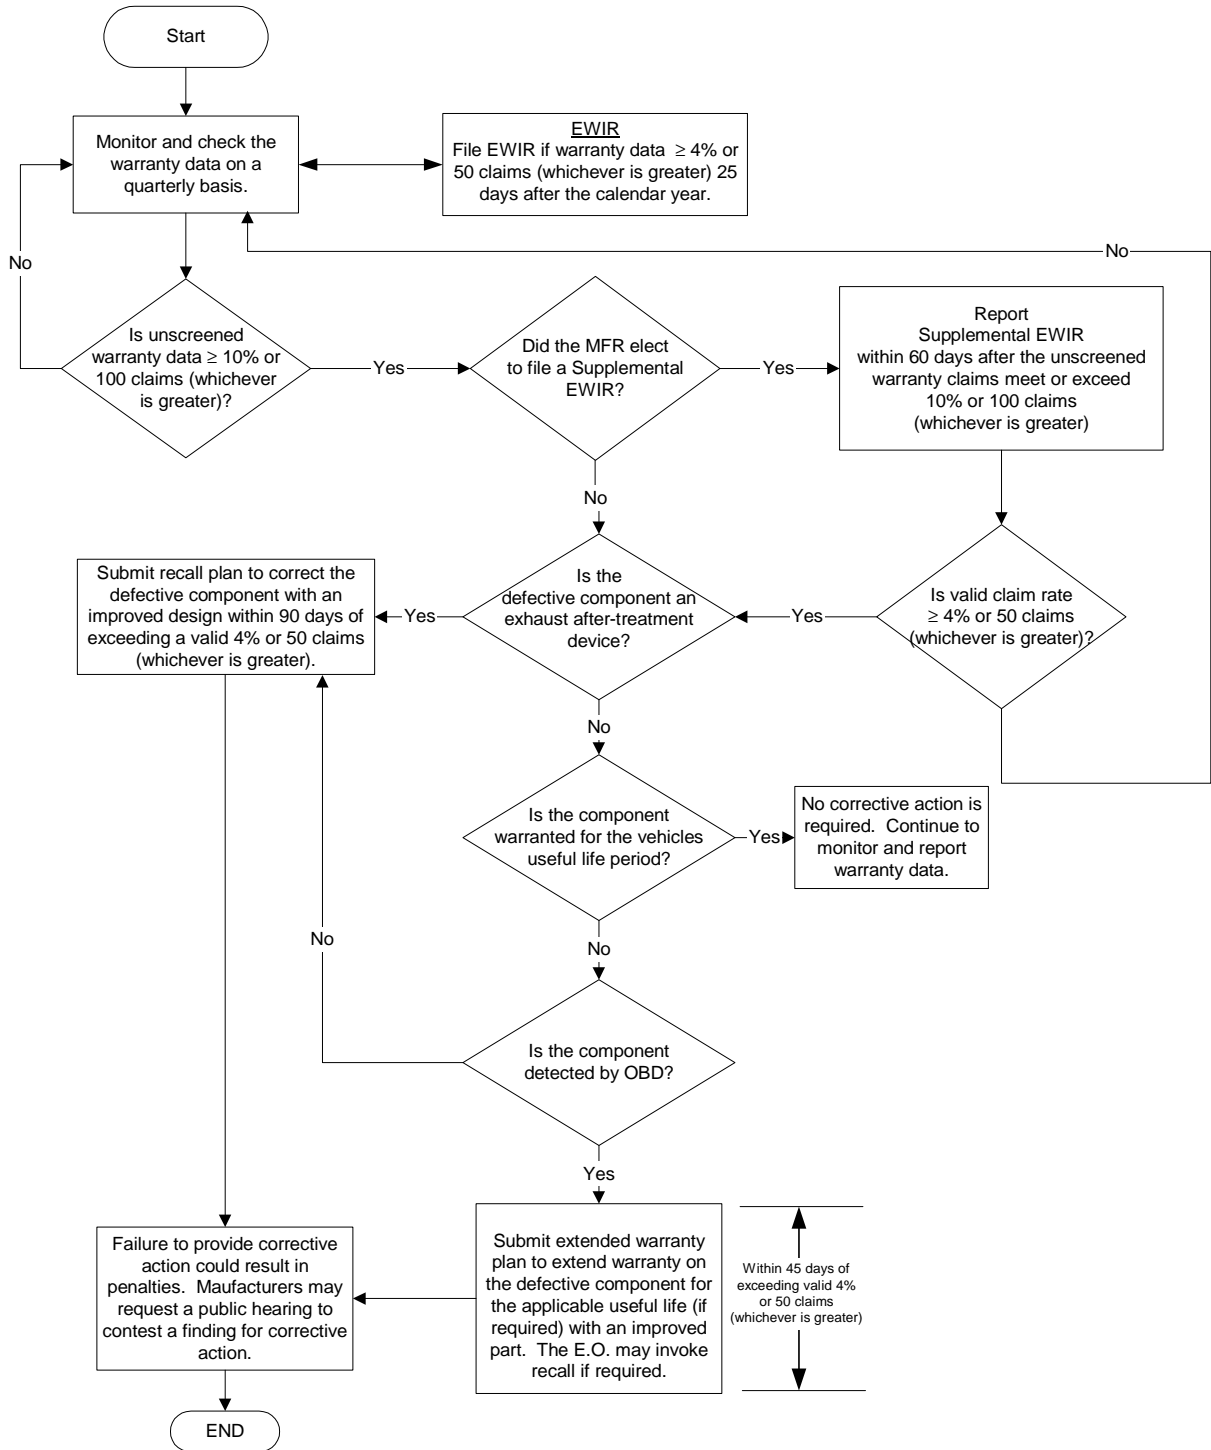 Start
Monitor and check the
warranty data on a
quarterly basis.
EWIR
File EWIR if warranty data ≥ 4% or
50 claims (whichever is greater) 25
days after the calendar year.
No
No
Is unscreened
warranty data ≥ 10% or
100 claims (whichever
is greater)?
Yes
Did the MFR elect
to file a Supplemental
EWIR?
Yes
Report
Supplemental EWIR
within 60 days after the unscreened
warranty claims meet or exceed
10% or 100 claims
(whichever is greater)
No
Submit recall plan to correct the
defective component with an
improved design within 90 days of
exceeding a valid 4% or 50 claims
(whichever is greater).
Yes
Is the
defective component an
exhaust after-treatment
device?
Yes
Is valid claim rate
≥ 4% or 50 claims
(whichever is greater)?
No
Is the component
warranted for the vehicles
useful life period?
Yes
No corrective action is
required. Continue to
monitor and report
warranty data.
No
No
Is the component
detected by OBD?
Yes
Failure to provide corrective
action could result in
penalties. Maufacturers may
request a public hearing to
contest a finding for corrective
action.
Submit extended warranty
plan to extend warranty on
the defective component for
the applicable useful life (if
required) with an improved
part. The E.O. may invoke
recall if required.
Within 45 days of
exceeding valid 4%
or 50 claims
(whichever is greater)
END